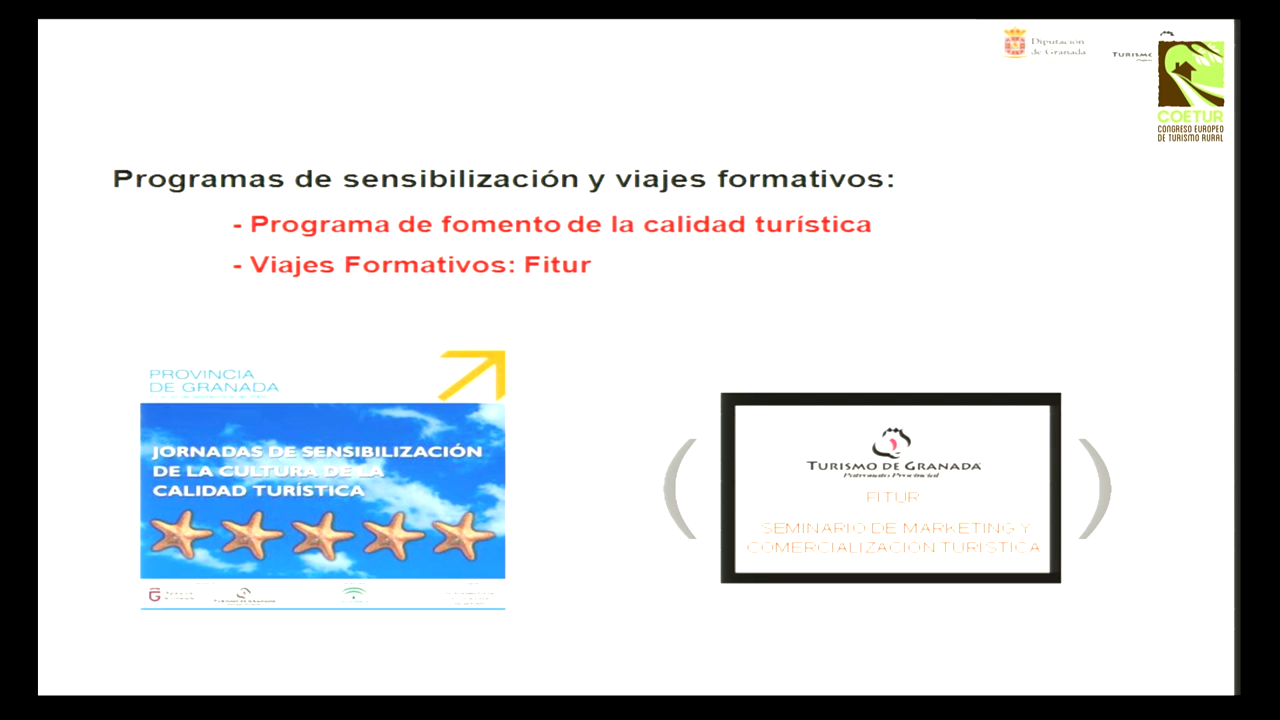 Diputación
de Granada
TURISMO
COETUR
CONGRESO EUROPEO
DE TURISMO RURAL
Programas de sensibilización y viajes formativos:
- Programa de fomento de la calidad turística
- Viajes Formativos: Fitur
PROVINCIA
DE GRANADA
JORNADAS DE SENSIBILIZACIÓN
DE LA CULTURA DE LA
CALIDAD TURÍSTICA
TURISMO DE GRANADA
Patronato Provincial
FITUR
SEMINARIO DE MARKETING Y
COMERCIALIZACIÓN TURÍSTICA